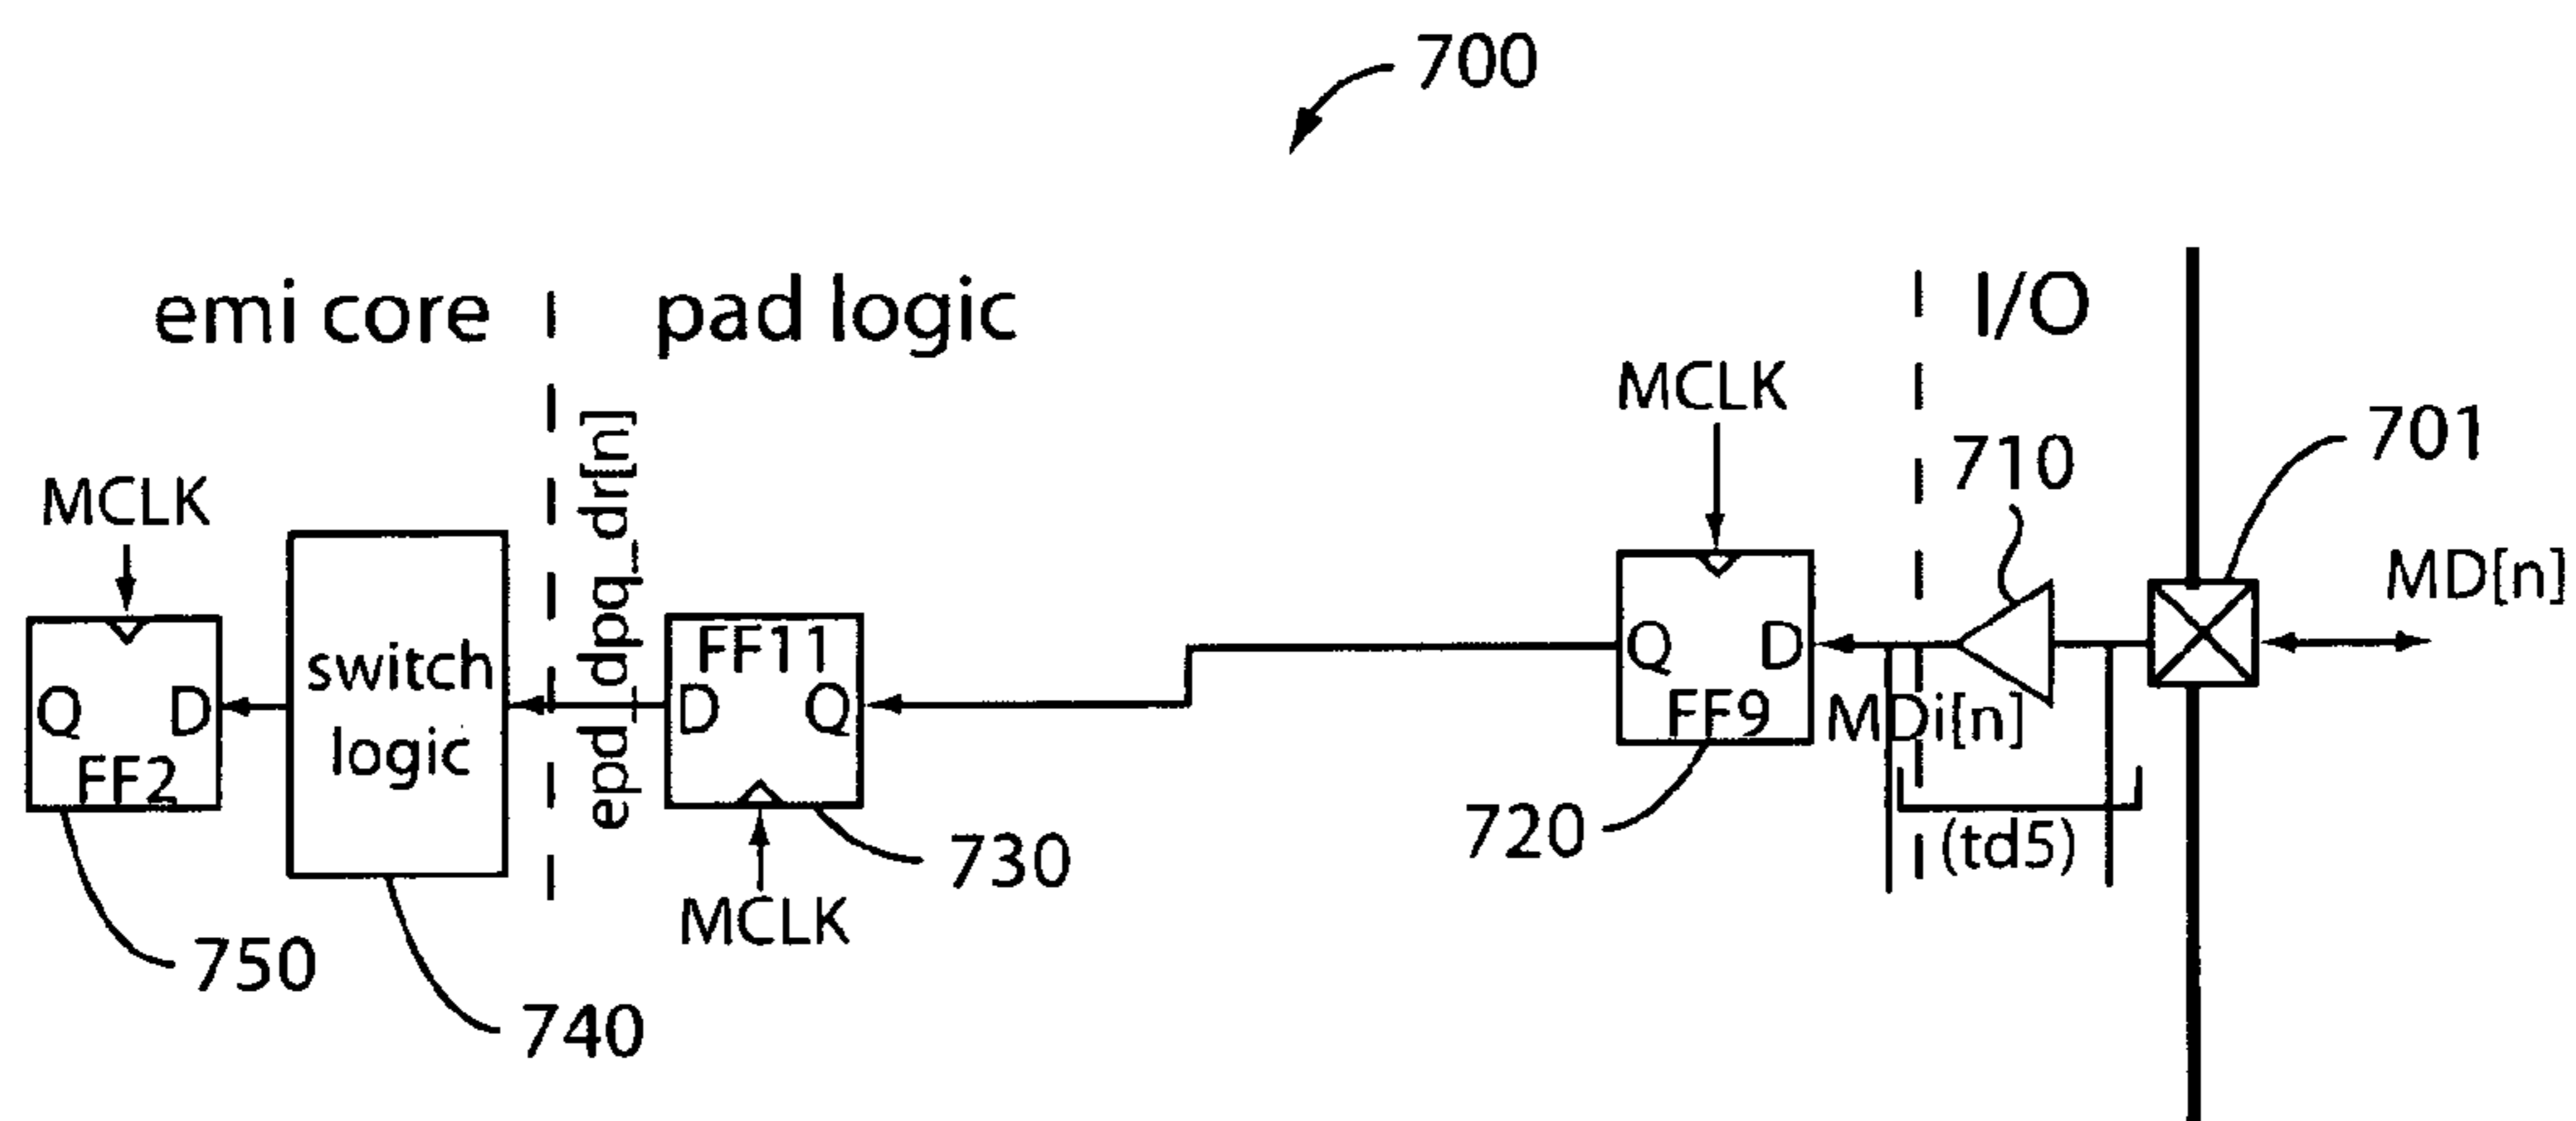 700
emi core
pad logic
I/O
MCLK
701
710
MCLK
epd_dpq_dr[n]
MD[n]
switch
logic
FF11
D
Q
Q
D
FF9
Q
D
FF2
MDi[n]
720
730
(td5)
MCLK
750
740